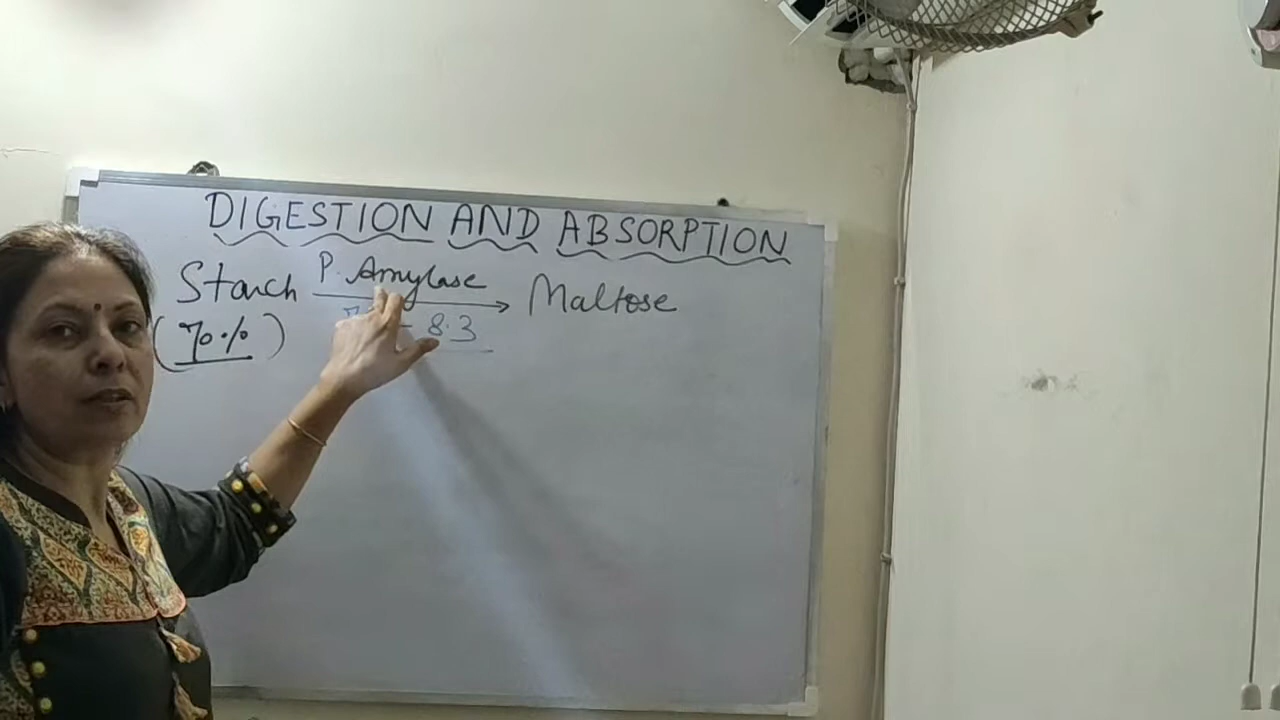 DIGESTION AND ABSORPTION
Starch P. Amylase → Maltose
(70%) - 8.3